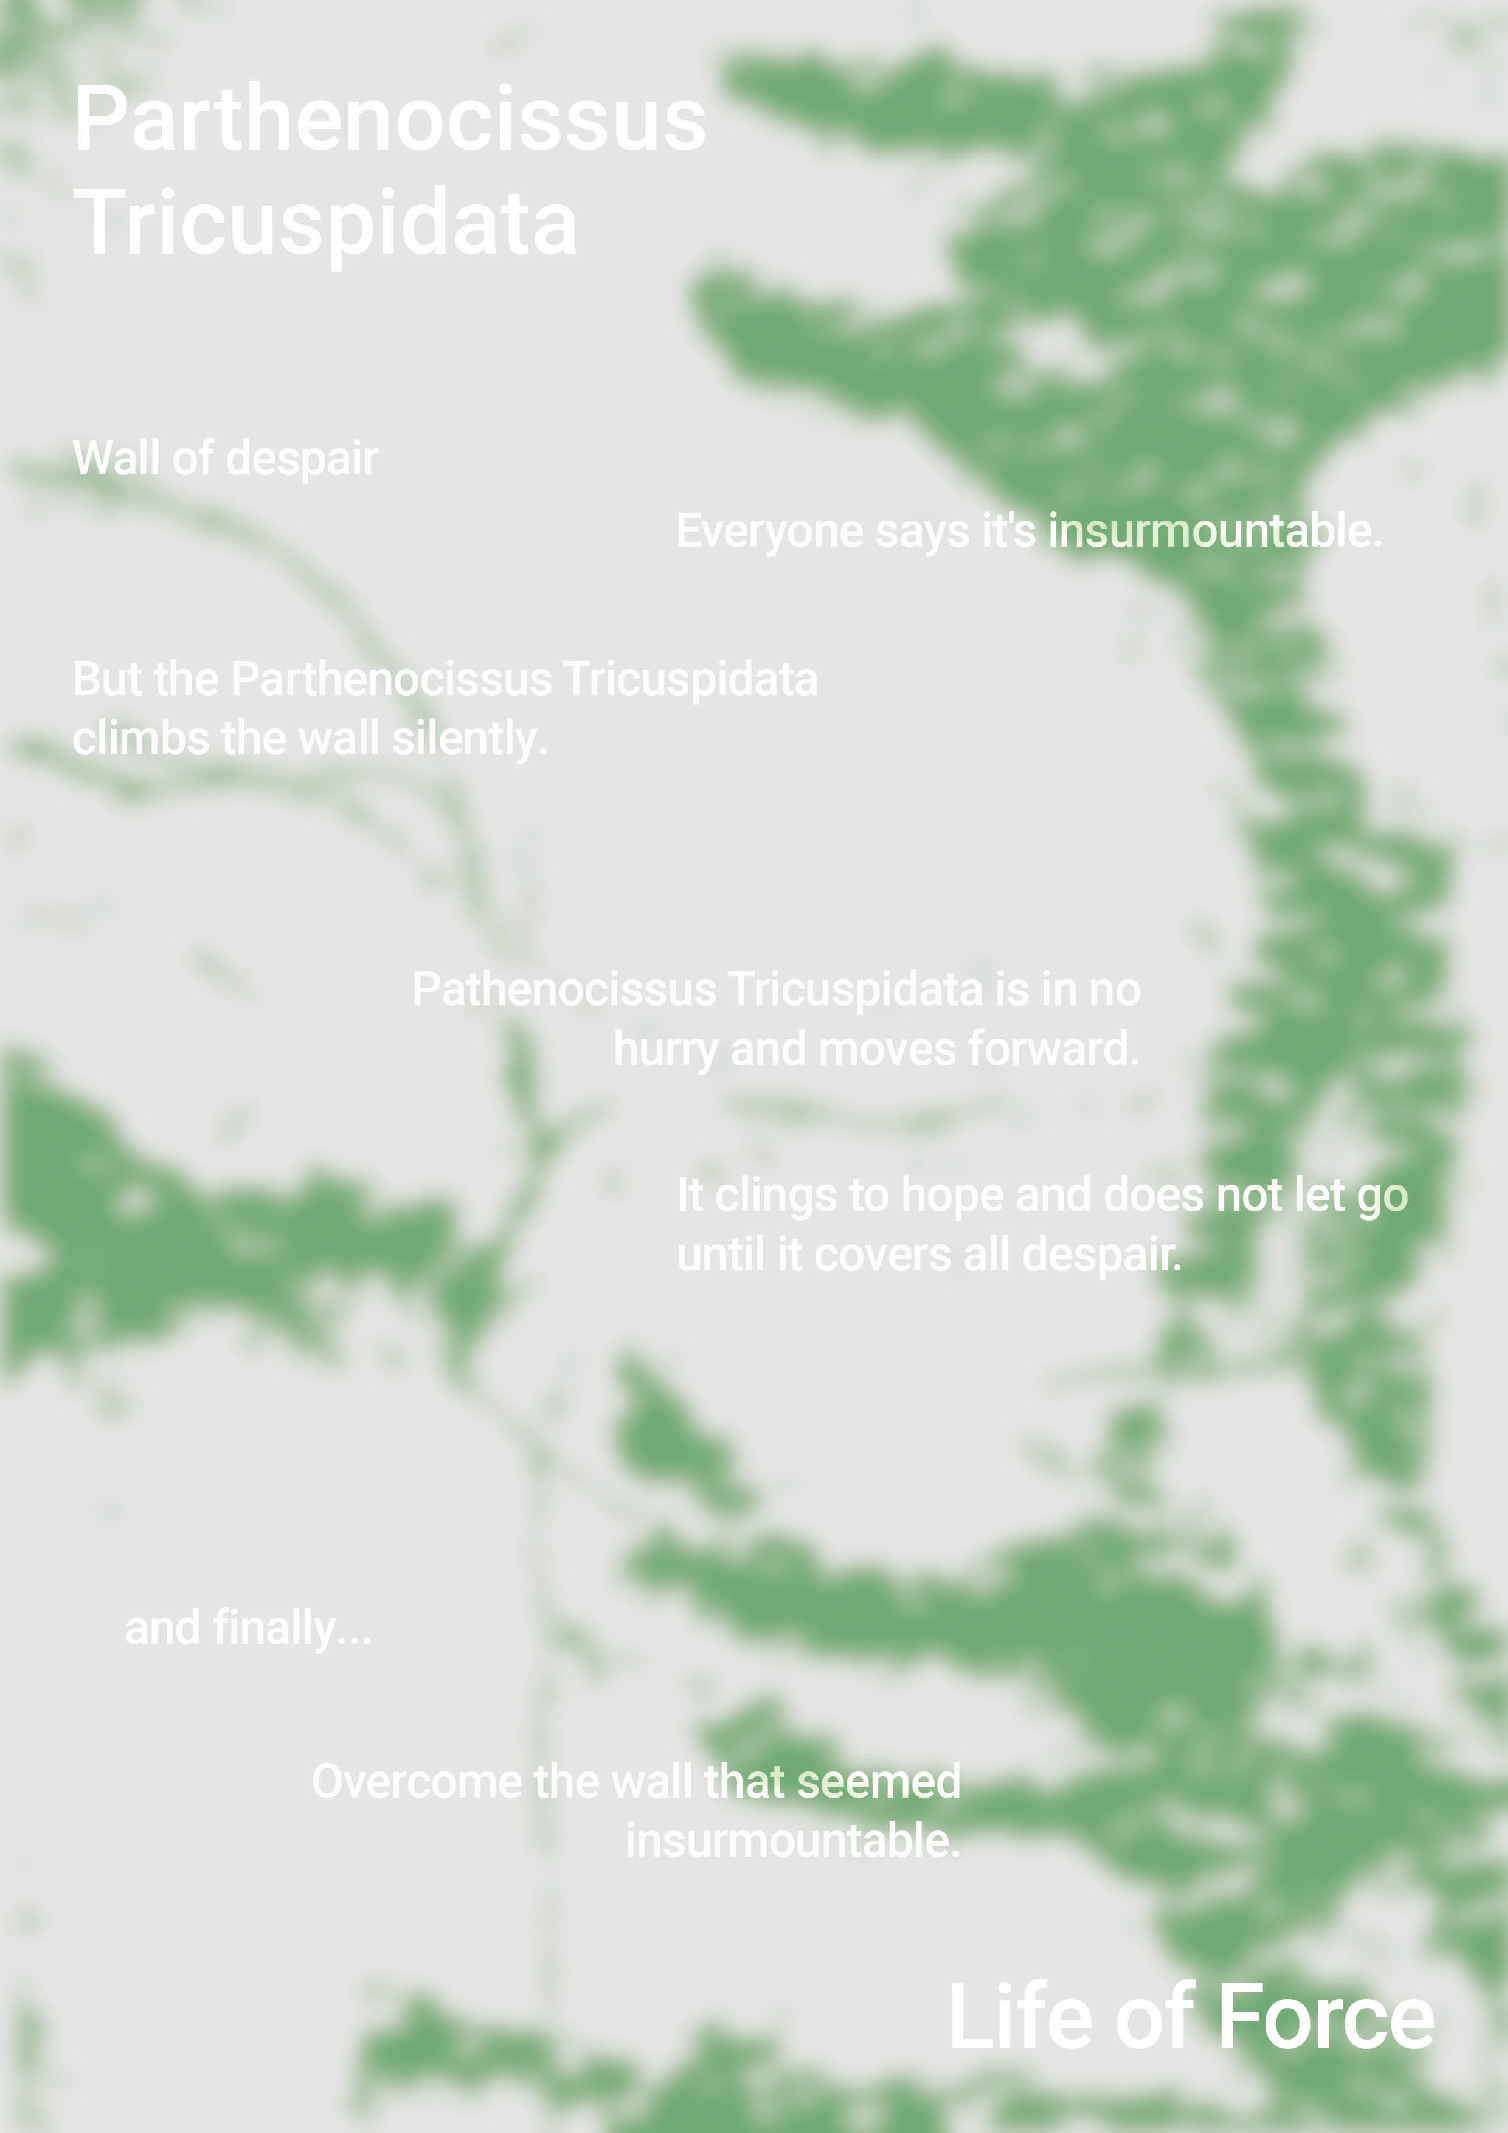 Parthenocissus
Tricuspidata
Wall of despair
Everyone says it's insurmountable.
But the Parthenocissus Tricuspidata
climbs the wall silently.
Pathenocissus Tricuspidata is in no
hurry and moves forward.
It clings to hope and does not let go
until it covers all despair.
and finally...
Overcome the wall that seemed
insurmountable.
Life of Force